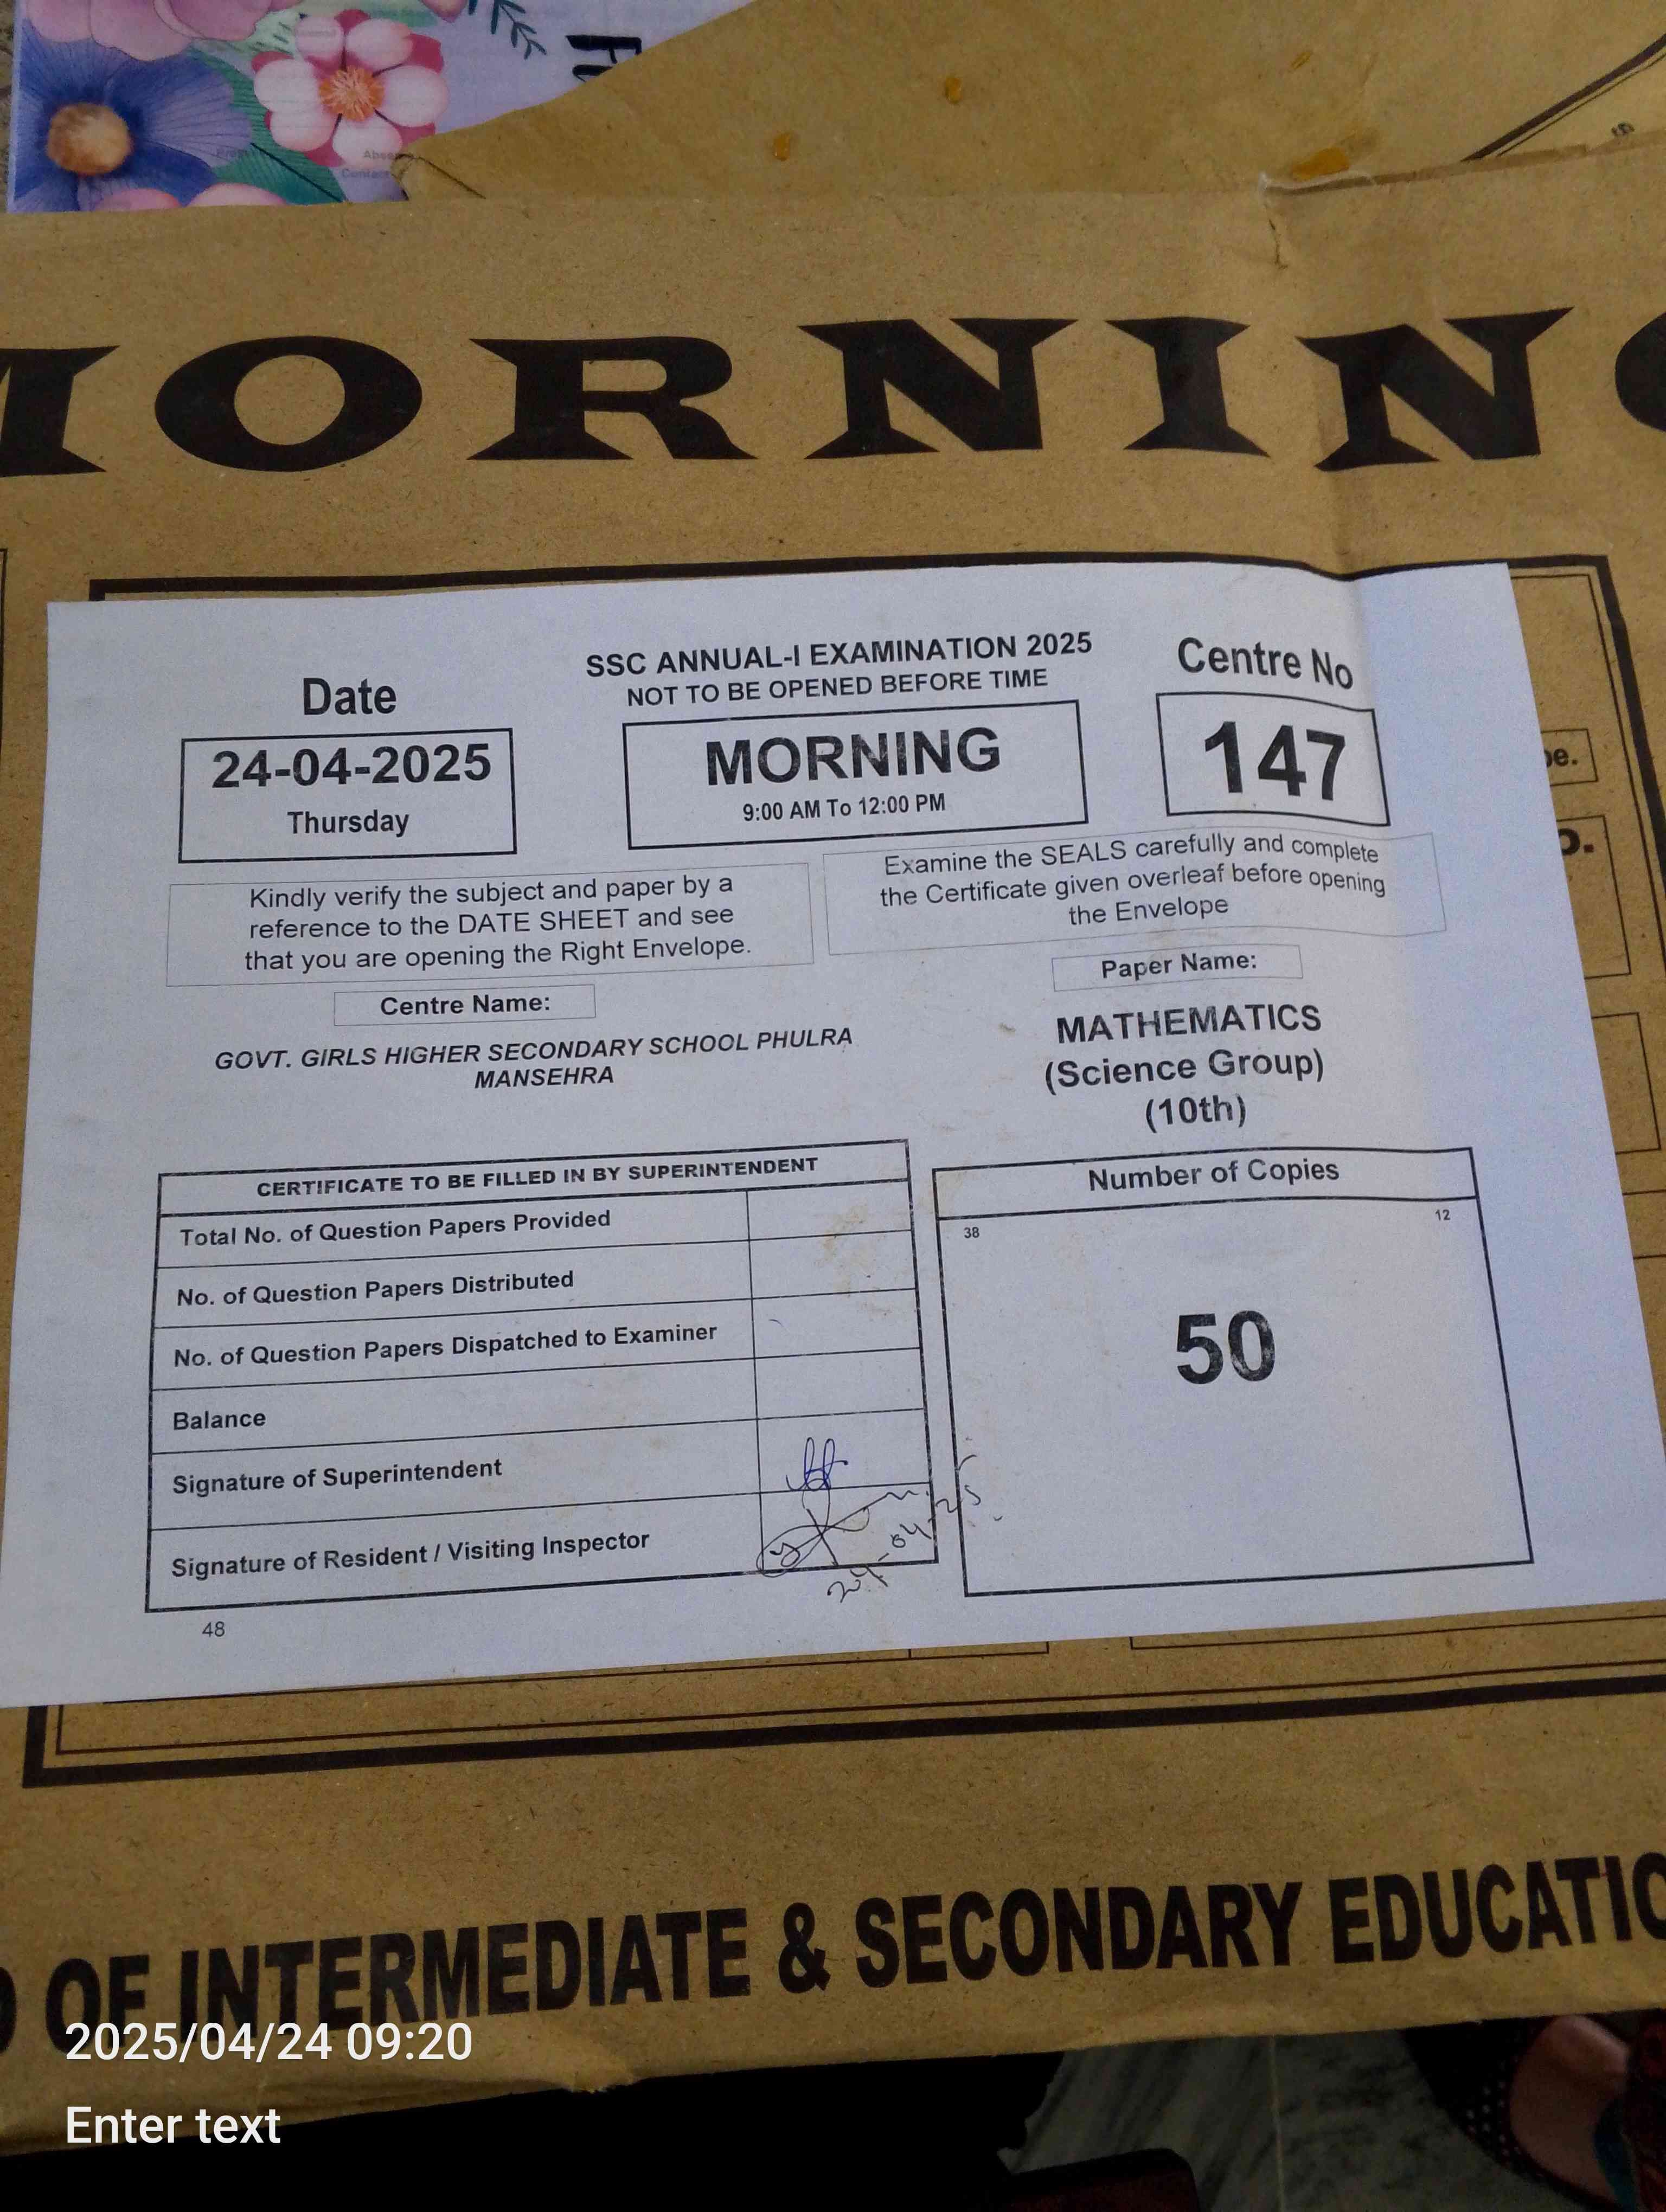 MORNING
SSC ANNUAL-I EXAMINATION 2025
NOT TO BE OPENED BEFORE TIME
Date
24-04-2025
Thursday
MORNING
9:00 AM To 12:00 PM
Centre No
147
Kindly verify the subject and paper by a
reference to the DATE SHEET and see
that you are opening the Right Envelope.
Examine the SEALS carefully and complete
the Certificate given overleaf before opening
the Envelope
Centre Name:
GOVT. GIRLS HIGHER SECONDARY SCHOOL PHULRA
MANSEHRA
Paper Name:
MATHEMATICS
(Science Group)
(10th)
CERTIFICATE TO BE FILLED IN BY SUPERINTENDENT
Total No. of Question Papers Provided
No. of Question Papers Distributed
No. of Question Papers Dispatched to Examiner
Balance
Signature of Superintendent
Signature of Resident / Visiting Inspector
24-04-25
48
Number of Copies
38
12
50
OF INTERMEDIATE & SECONDARY EDUCATIO
2025/04/24 09:20
Enter text